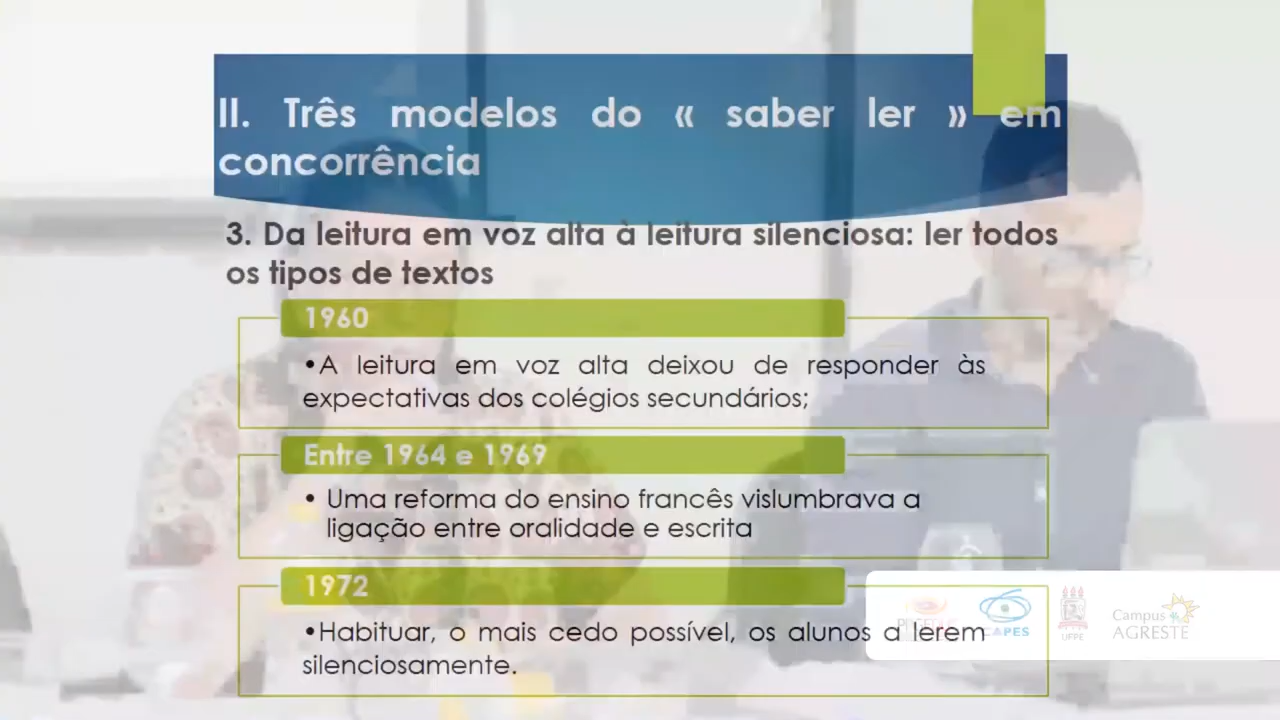 II. Três modelos do « saber ler » em
concorrência
3. Da leitura em voz alta à leitura silenciosa: ler todos
os tipos de textos
1960
•A leitura em voz alta deixou de responder às
expectativas dos colégios secundários;
Entre 1964 e 1969
• Uma reforma do ensino francês vislumbrava a
ligação entre oralidade e escrita
1972
•Habituar, o mais cedo possível, os alunos a lerem
silenciosamente.
CAPES
UFPE
Campus
AGRESTE